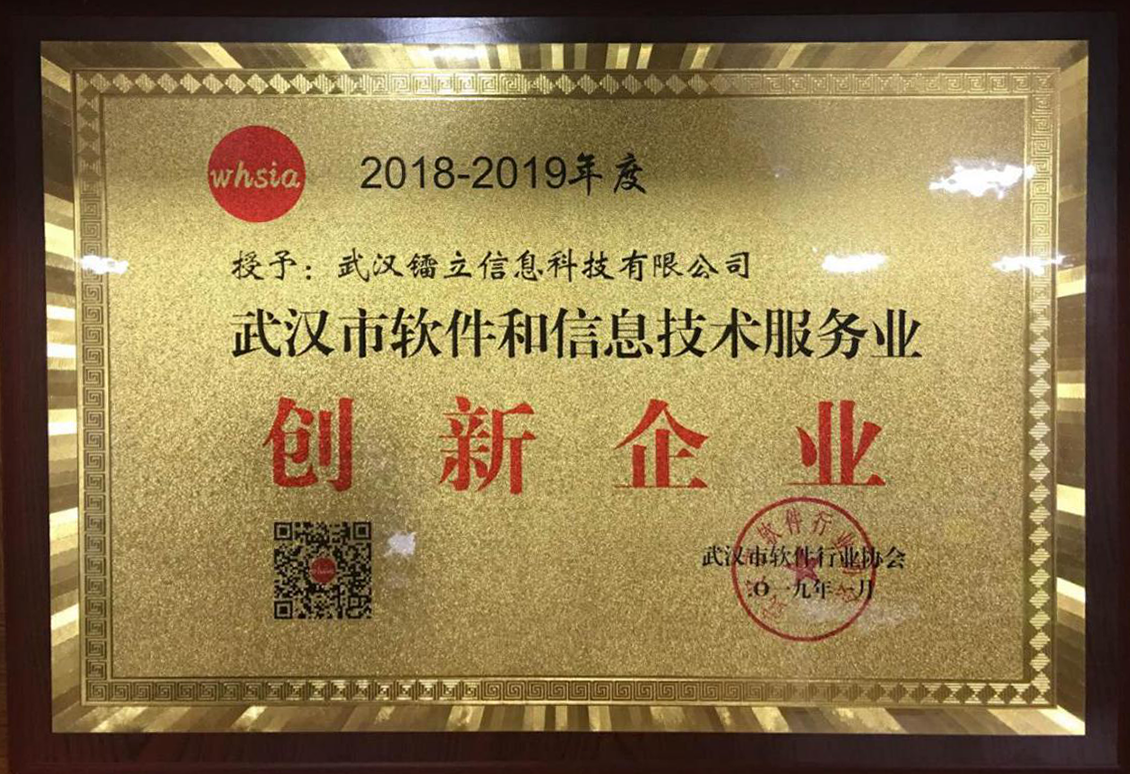 whsia
2018-2019年度
授予：武汉镭立信息科技有限公司
武汉市软件和信息技术服务业
创新企业
武汉市软件行业协会